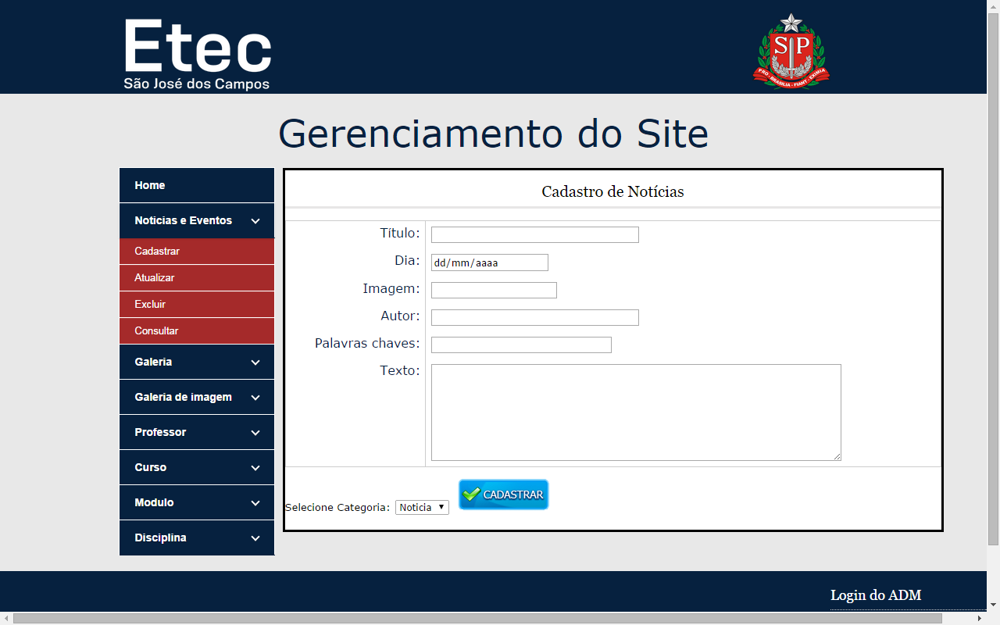 Etec
São José dos Campos
SP
PRO · BRASILIA · FIANT · EXIMIA
Gerenciamento do Site
Home
Noticias e Eventos
Cadastrar
Atualizar
Excluir
Consultar
Galeria
Galeria de imagem
Professor
Curso
Modulo
Disciplina
Cadastro de Notícias
Título:
Dia: dd/mm/aaaa
Imagem:
Autor:
Palavras chaves:
Texto:
Selecione Categoria: Noticia CADASTRAR
Login do ADM